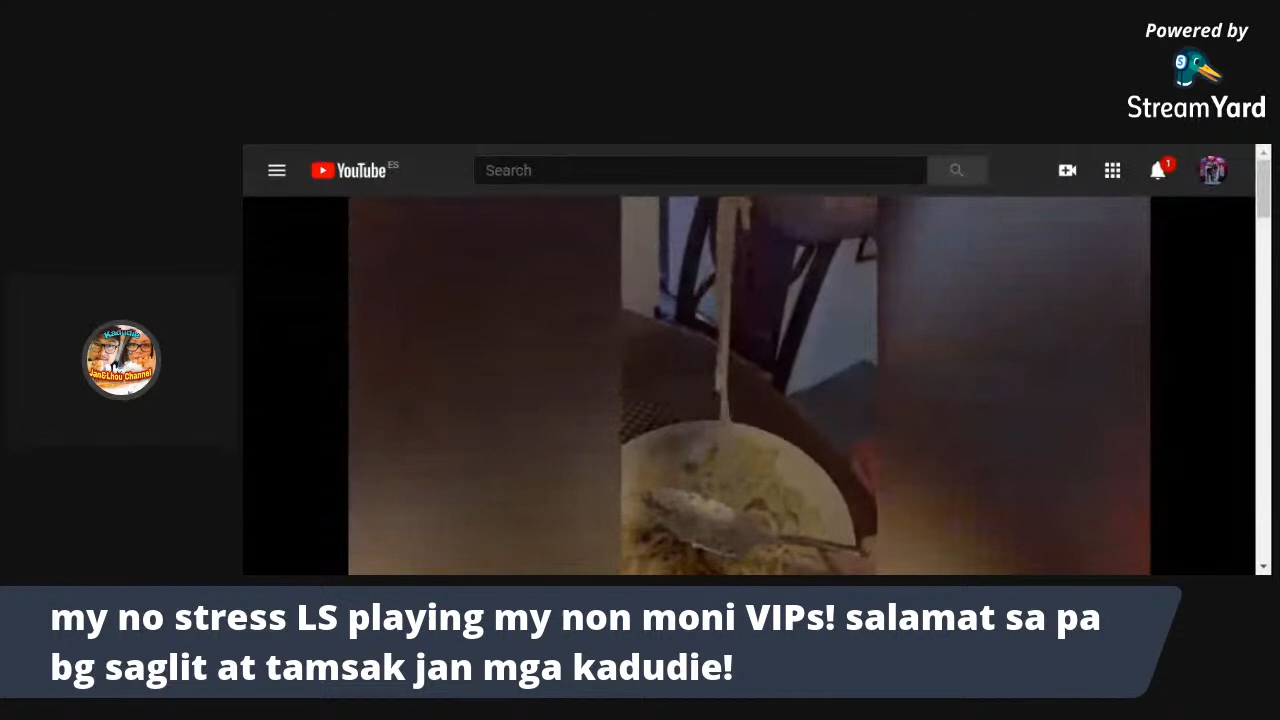 Powered by
StreamYard
YouTube ES
Search
1
Kadudie
Jan&Lhou Channel
my no stress LS playing my non moni VIPs! salamat sa pa
bg saglit at tamsak jan mga kadudie!